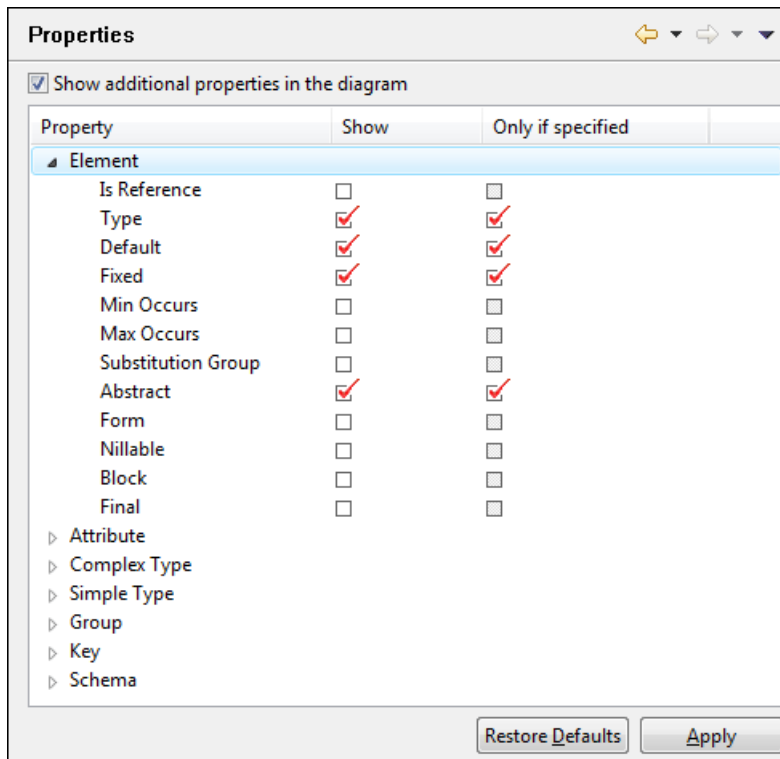 Properties
Show additional properties in the diagram
Property Show Only if specified
Element
Is Reference
Type
Default
Fixed
Min Occurs
Max Occurs
Substitution Group
Abstract
Form
Nillable
Block
Final
Attribute
Complex Type
Simple Type
Group
Key
Schema
Restore Defaults Apply